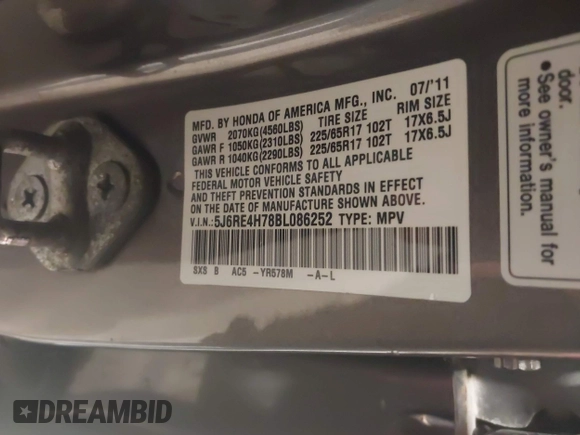 MFD. BY HONDA OF AMERICA MFG., INC. 07/'11
GVWR 2070KG(4560LBS) TIRE SIZE RIM SIZE
GAWR F 1050KG(2310LBS) 225/65R17 102T 17X6.5J
GAWR R 1040KG(2290LBS) 225/65R17 102T 17X6.5J
THIS VEHICLE CONFORMS TO ALL APPLICABLE
FEDERAL MOTOR VEHICLE SAFETY
AND THEFT PREVENTION STANDARDS IN EFFECT
ON THE DATE OF MANUFACTURE SHOWN ABOVE.
V.I.N.: 5J6RE4H78BL086252 TYPE: MPV
SXS B AC5 -YR578M -A-L
door.
• See owner's manual for
more information.
DREAMBID